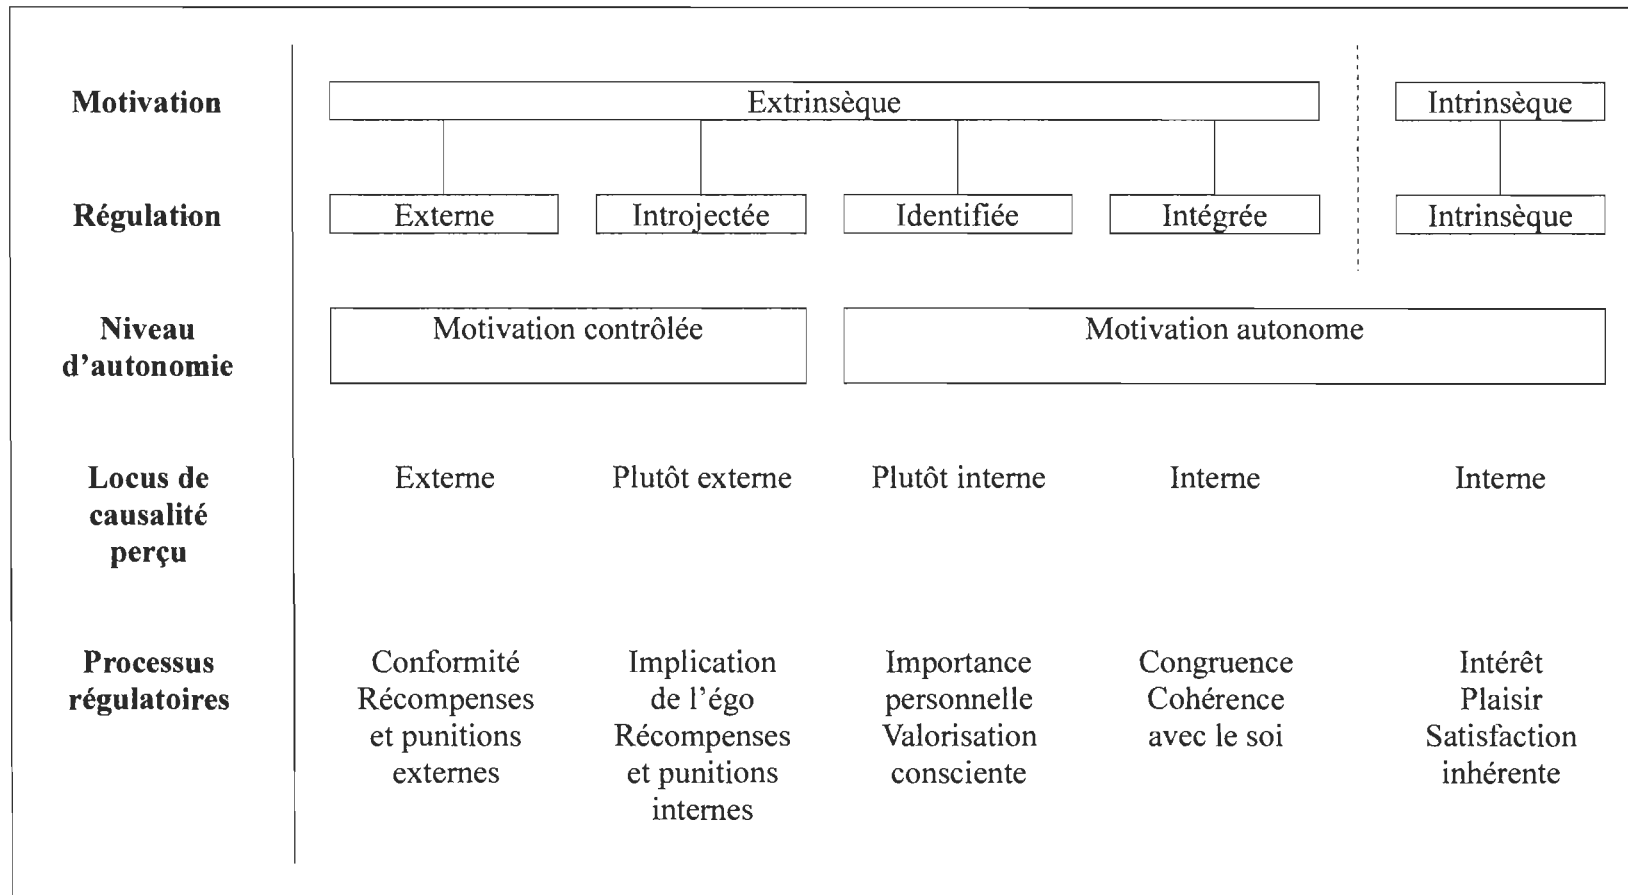 Motivation
Extrinsèque
Intrinsèque
Régulation
Externe
Introjectée
Identifiée
Intégrée
Intrinsèque
Niveau
d'autonomie
Motivation contrôlée
Motivation autonome
Locus de
causalité
perçu
Externe
Plutôt externe
Plutôt interne
Interne
Interne
Processus
régulatoires
Conformité
Récompenses
et punitions
externes
Implication
de l'égo
Récompenses
et punitions
internes
Importance
personnelle
Valorisation
consciente
Congruence
Cohérence
avec le soi
Intérêt
Plaisir
Satisfaction
inhérente